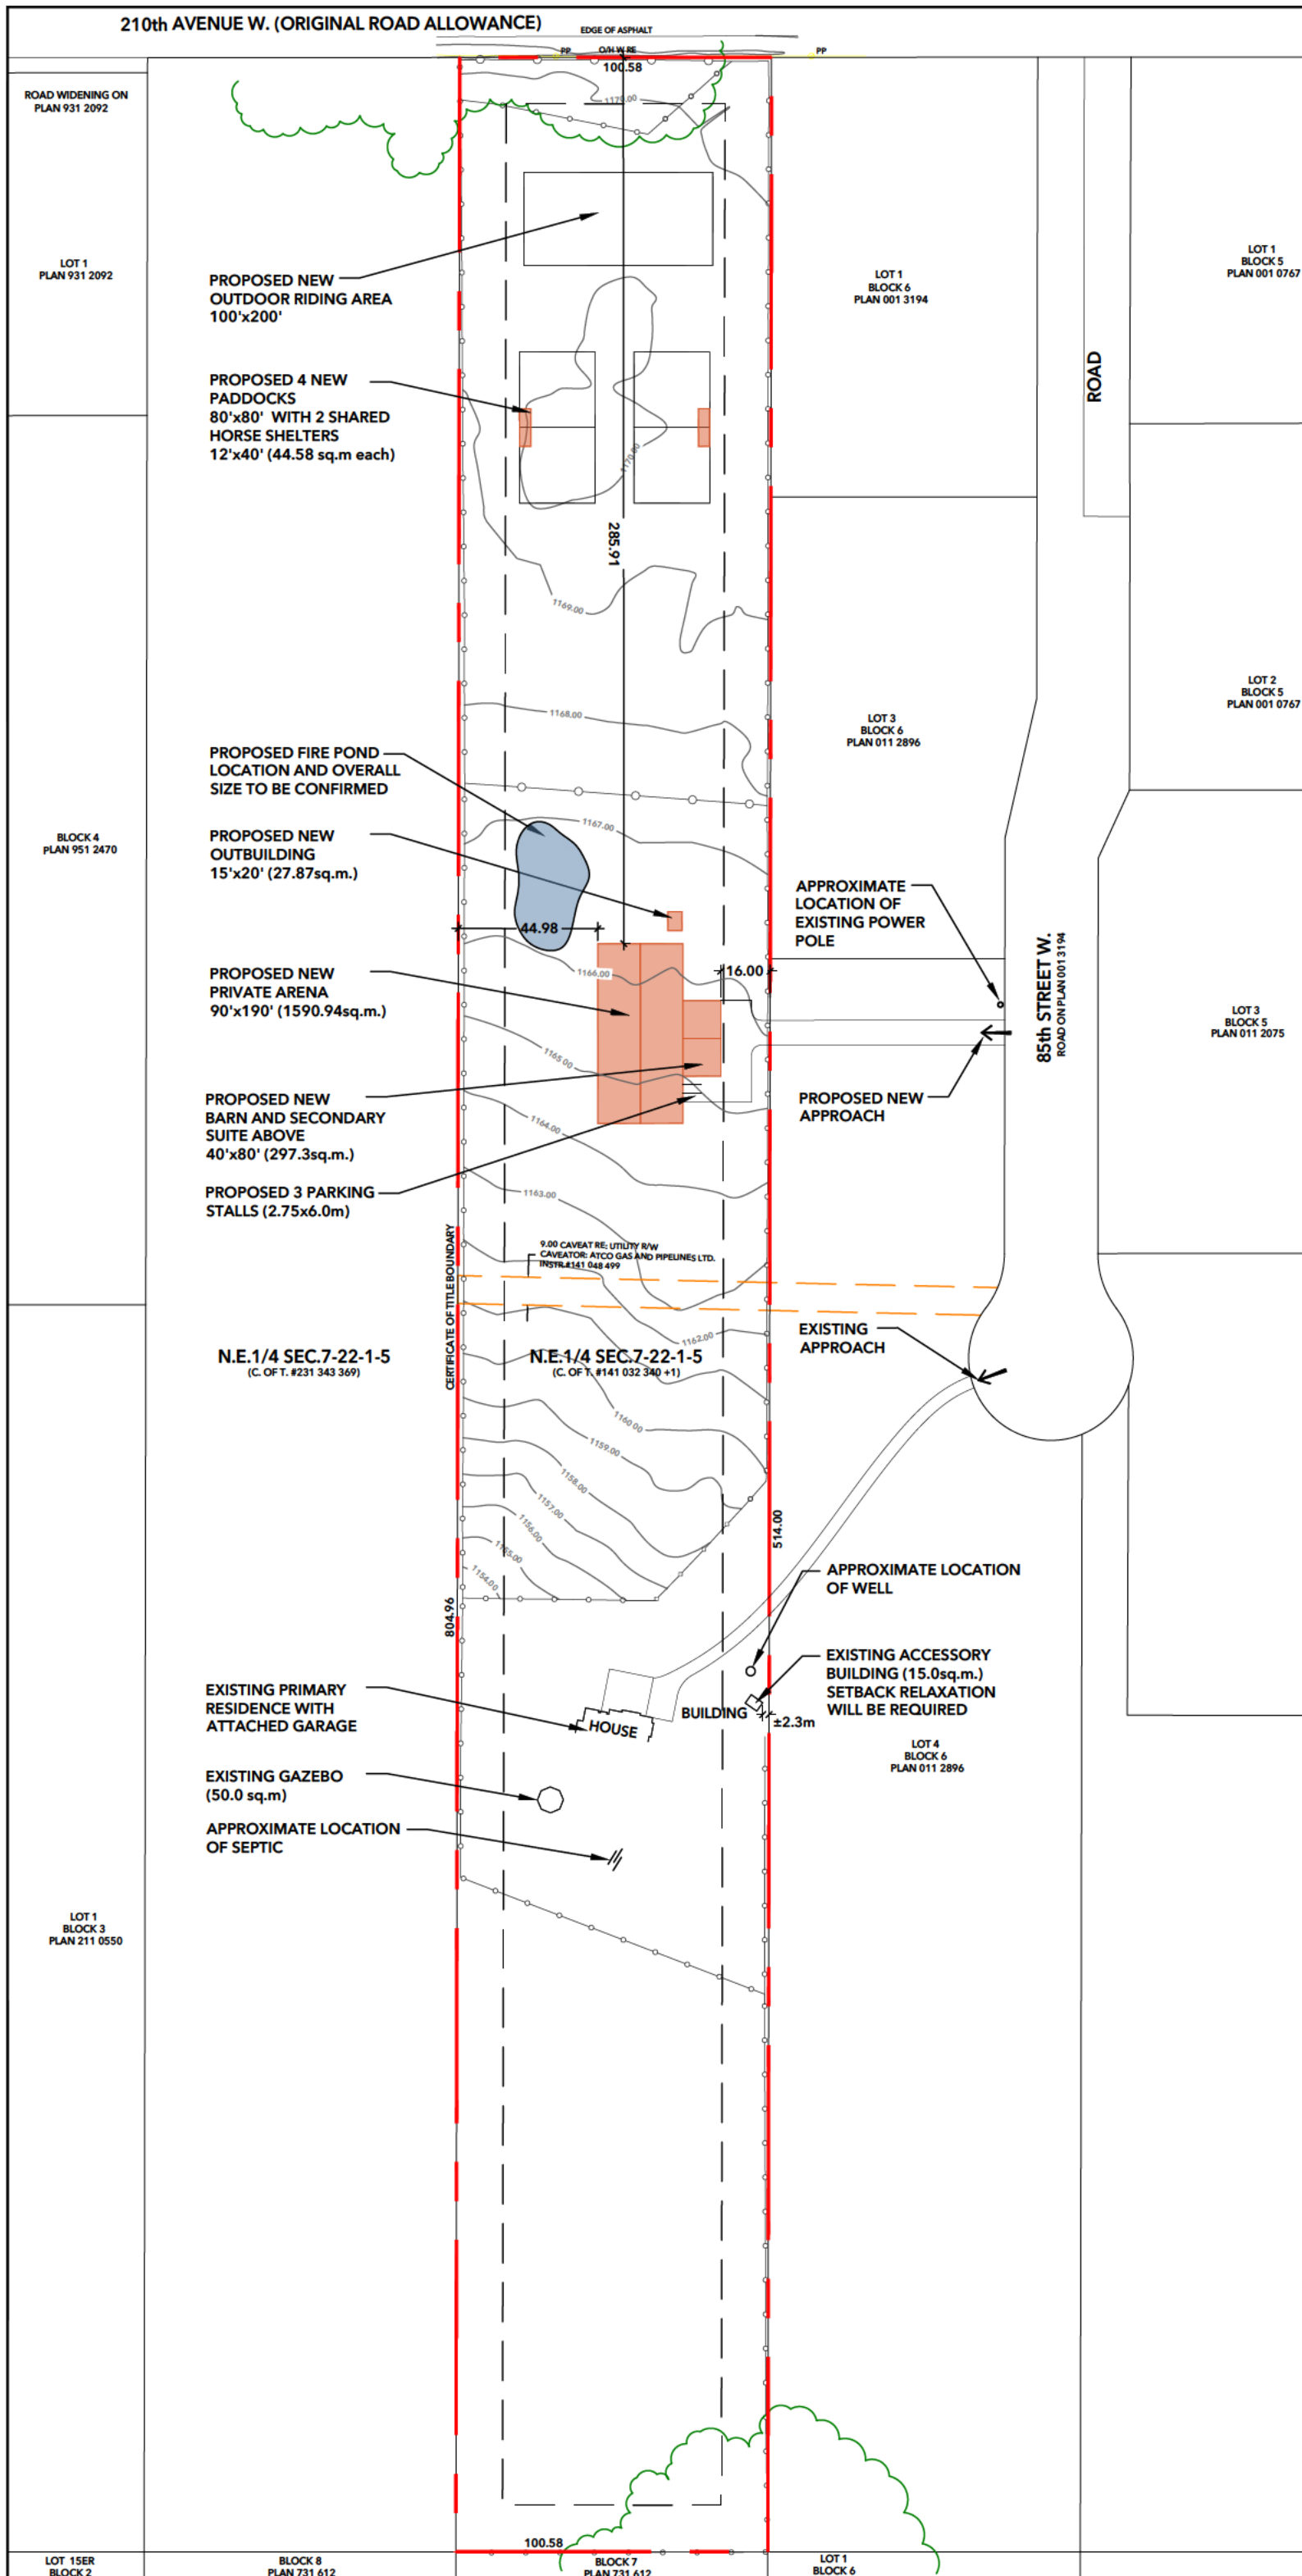 210th AVENUE W. (ORIGINAL ROAD ALLOWANCE)
EDGE OF ASPHALT
PP
O/H WIRE
PP
100.58
ROAD WIDENING ON
PLAN 931 2092
1170.00
LOT 1
PLAN 931 2092
LOT 1
BLOCK 6
PLAN 001 3194
LOT 1
BLOCK 5
PLAN 001 0767
PROPOSED NEW
OUTDOOR RIDING AREA
100'x200'
ROAD
PROPOSED 4 NEW
PADDOCKS
80'x80' WITH 2 SHARED
HORSE SHELTERS
12'x40' (44.58 sq.m each)
1170.00
285.91
1169.00
LOT 2
BLOCK 5
PLAN 001 0767
1168.00
LOT 3
BLOCK 6
PLAN 011 2896
PROPOSED FIRE POND
LOCATION AND OVERALL
SIZE TO BE CONFIRMED
1167.00
BLOCK 4
PLAN 951 2470
PROPOSED NEW
OUTBUILDING
15'x20' (27.87sq.m.)
APPROXIMATE
LOCATION OF
EXISTING POWER
POLE
44.98
85th STREET W.
ROAD ON PLAN 001 3194
PROPOSED NEW
PRIVATE ARENA
90'x190' (1590.94sq.m.)
1166.00
16.00
LOT 3
BLOCK 5
PLAN 011 2075
1165.00
PROPOSED NEW
BARN AND SECONDARY
SUITE ABOVE
40'x80' (297.3sq.m.)
PROPOSED NEW
APPROACH
1164.00
PROPOSED 3 PARKING
STALLS (2.75x6.0m)
1163.00
CERTIFICATE OF TITLE BOUNDARY
9.00 CAVEAT RE: UTILITY R/W
CAVEATOR: ATCO GAS AND PIPELINES LTD.
INSTR.#141 048 499
1162.00
EXISTING
APPROACH
N.E.1/4 SEC.7-22-1-5
(C. OF T. #231 343 369)
N.E.1/4 SEC.7-22-1-5
(C. OF T. #141 032 340 +1)
1160.00
1159.00
1158.00
1157.00
1156.00
1155.00
1154.00
514.00
804.96
APPROXIMATE LOCATION
OF WELL
EXISTING ACCESSORY
BUILDING (15.0sq.m.)
SETBACK RELAXATION
WILL BE REQUIRED
EXISTING PRIMARY
RESIDENCE WITH
ATTACHED GARAGE
HOUSE
BUILDING
±2.3m
LOT 4
BLOCK 6
PLAN 011 2896
EXISTING GAZEBO
(50.0 sq.m)
APPROXIMATE LOCATION
OF SEPTIC
LOT 1
BLOCK 3
PLAN 211 0550
100.58
LOT 15ER
BLOCK 2
BLOCK 8
PLAN 731 612
BLOCK 7
PLAN 731 612
LOT 1
BLOCK 6